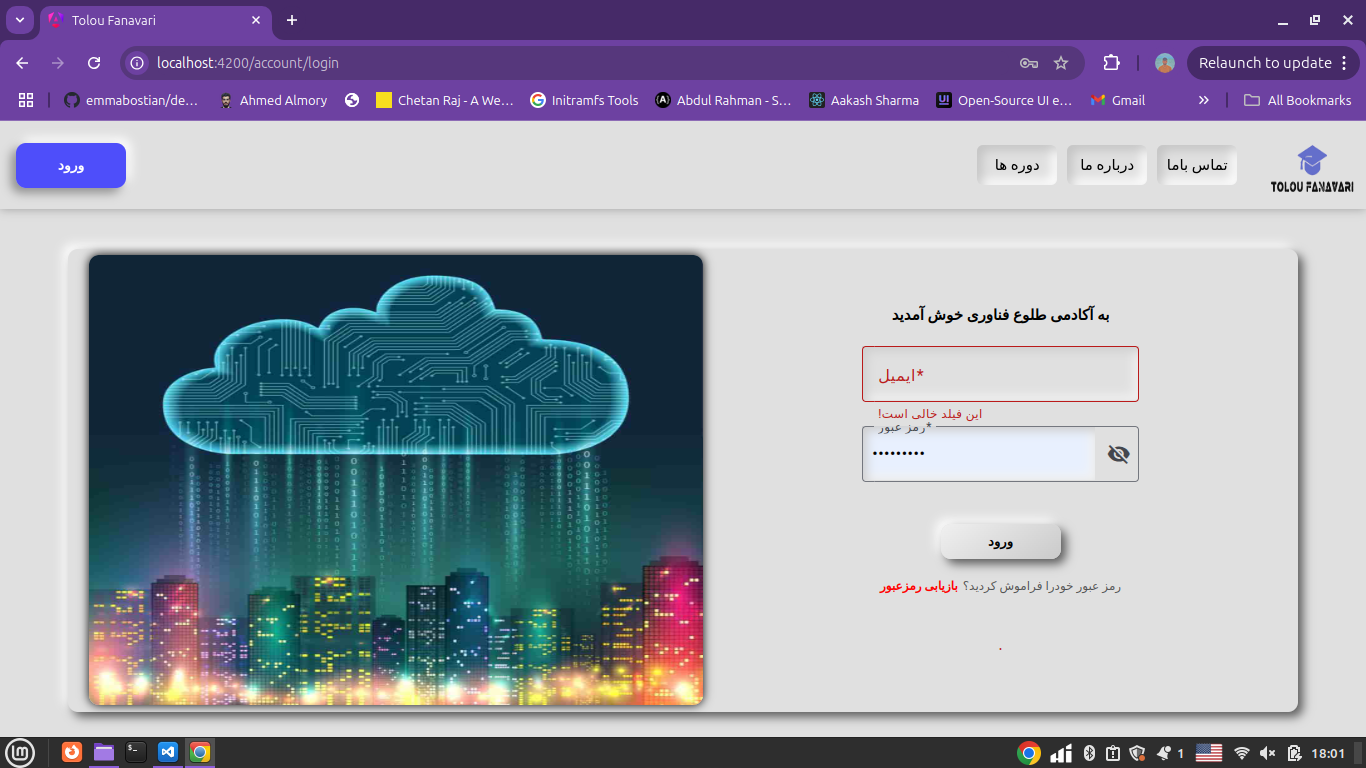 Tolou Fanavari
localhost:4200/account/login
Relaunch to update
emmabostian/de...
Ahmed Almory
Chetan Raj - A We...
Initramfs Tools
Abdul Rahman - S...
Aakash Sharma
Open-Source UI e...
Gmail
All Bookmarks
TOLOU FANAVARI
تماس باما
درباره ما
دوره ها
ورود
به آکادمی طلوع فناوری خوش آمدید
ایمیل*
این فیلد خالی است!
رمز عبور*
•••••••••
ورود
رمز عبور خودرا فراموش کردید؟ بازیابی رمزعبور
.
1
18:01